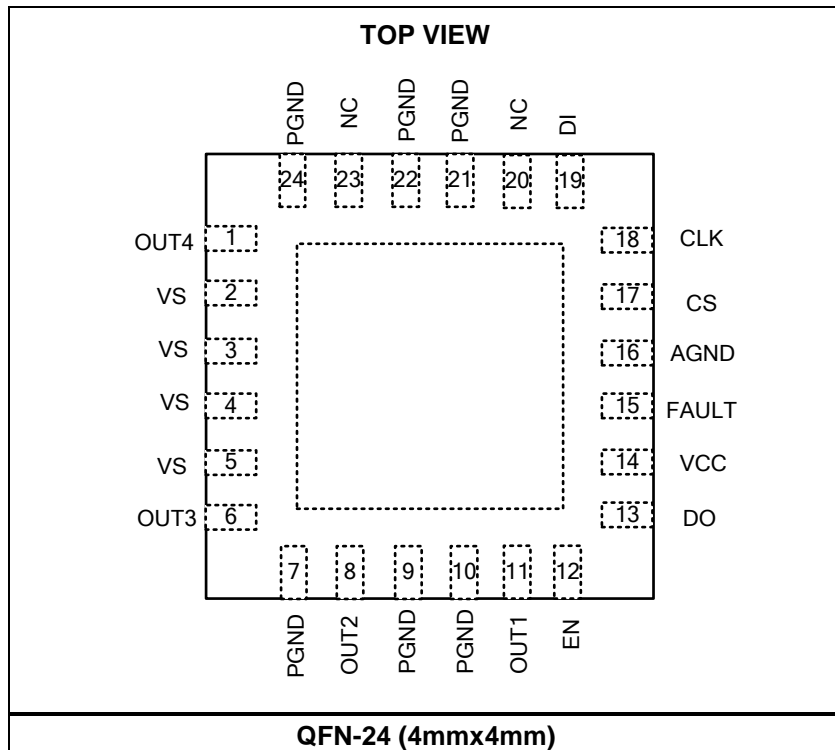 TOP VIEW
PGND NC PGND PGND NC DI
24 23 22 21 20 19
OUT4 1 18 CLK
VS 2 17 CS
VS 3 16 AGND
VS 4 15 FAULT
VS 5 14 VCC
OUT3 6 13 DO
7 8 9 10 11 12
PGND OUT2 PGND PGND OUT1 EN
QFN-24 (4mmx4mm)